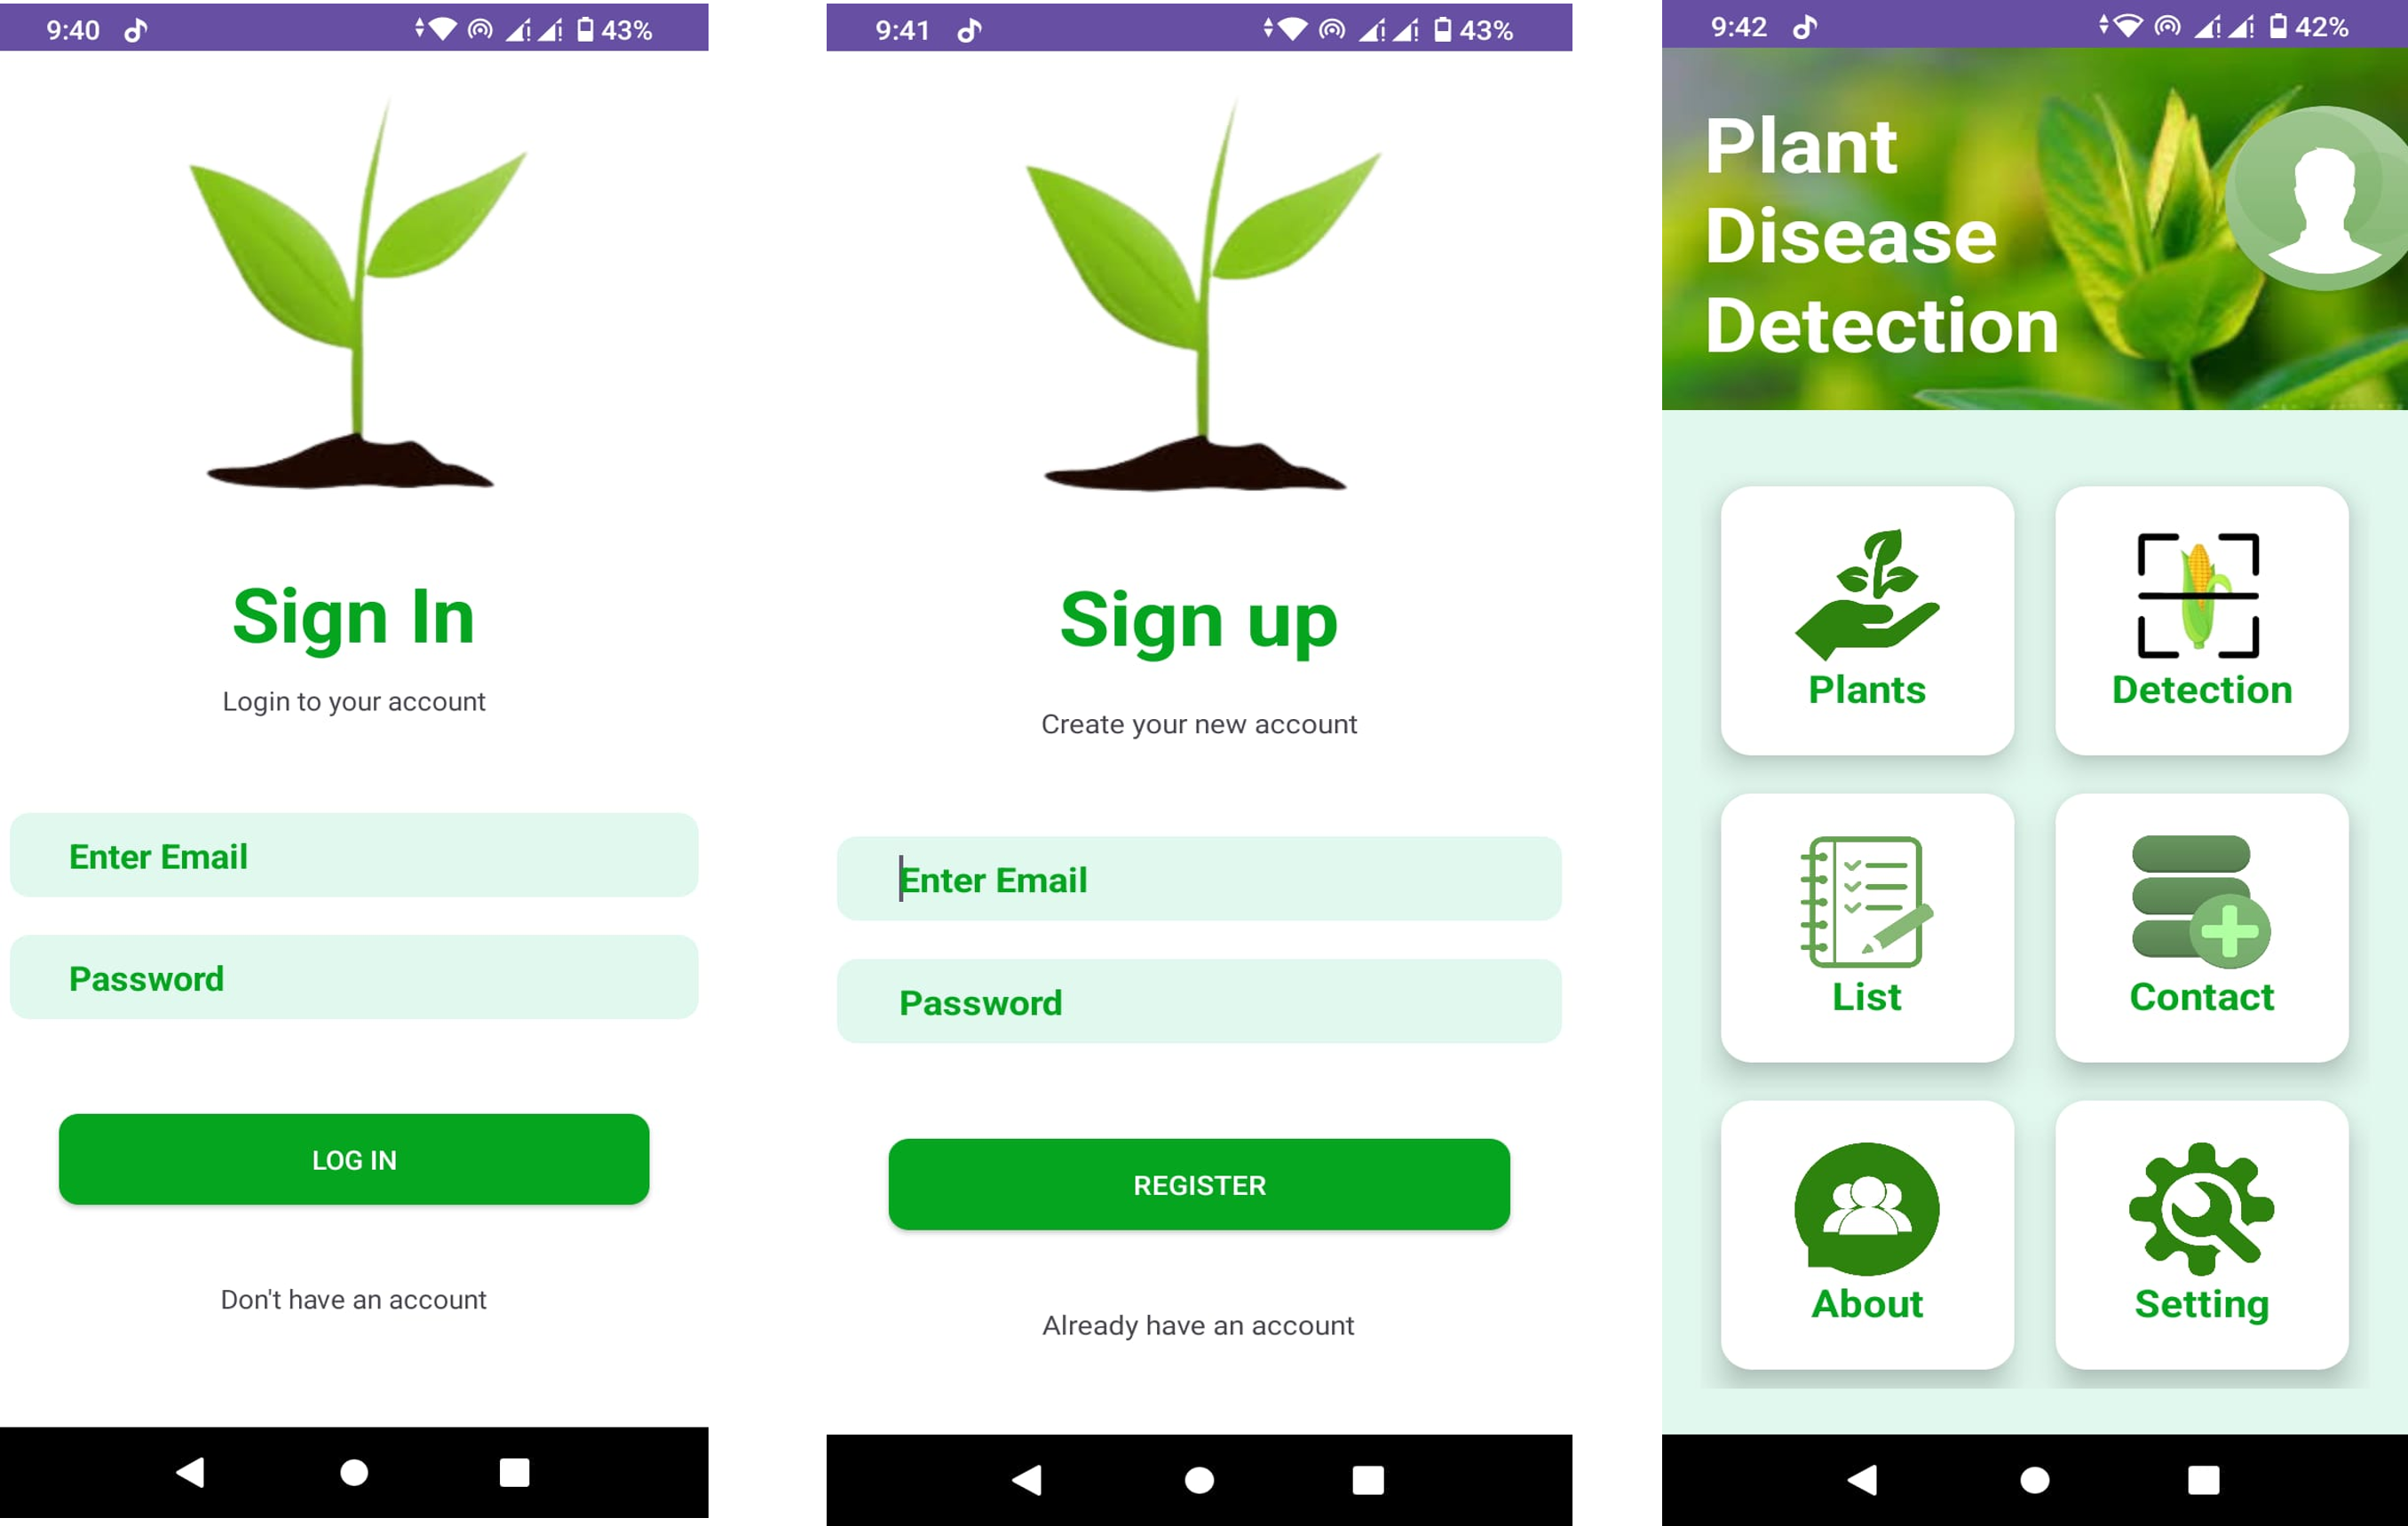 9:40
43%
Sign In
Login to your account
Enter Email
Password
LOG IN
Don't have an account
9:41
43%
Sign up
Create your new account
Enter Email
Password
REGISTER
Already have an account
9:42
42%
Plant
Disease
Detection
Plants
Detection
List
Contact
About
Setting